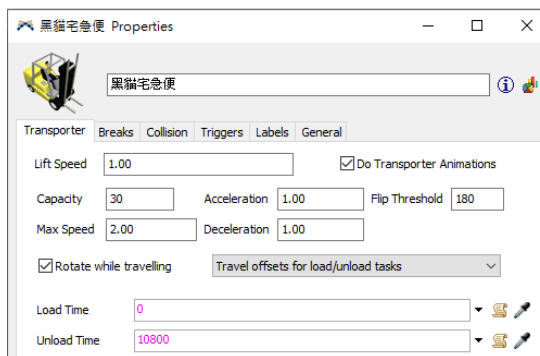 黑貓宅急便 Properties
黑貓宅急便
Transporter Breaks Collision Triggers Labels General
Lift Speed 1.00 Do Transporter Animations
Capacity 30 Acceleration 1.00 Flip Threshold 180
Max Speed 2.00 Deceleration 1.00
Rotate while travelling Travel offsets for load/unload tasks
Load Time 0
Unload Time 10800